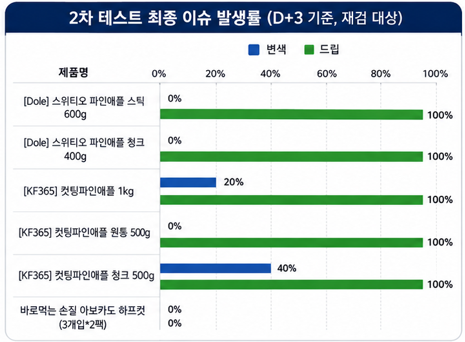 2차 테스트 최종 이슈 발생률 (D+3 기준, 재검 대상)
변색 드립
제품명 0% 20% 40% 60% 80% 100%
[Dole] 스위티오 파인애플 스틱
600g
0%
100%
[Dole] 스위티오 파인애플 청크
400g
0%
100%
[KF365] 컷팅파인애플 1kg
20%
100%
[KF365] 컷팅파인애플 원통 500g
0%
100%
[KF365] 컷팅파인애플 청크 500g
40%
100%
바로먹는 손질 아보카도 하프컷
(3개입*2팩)
0%
0%